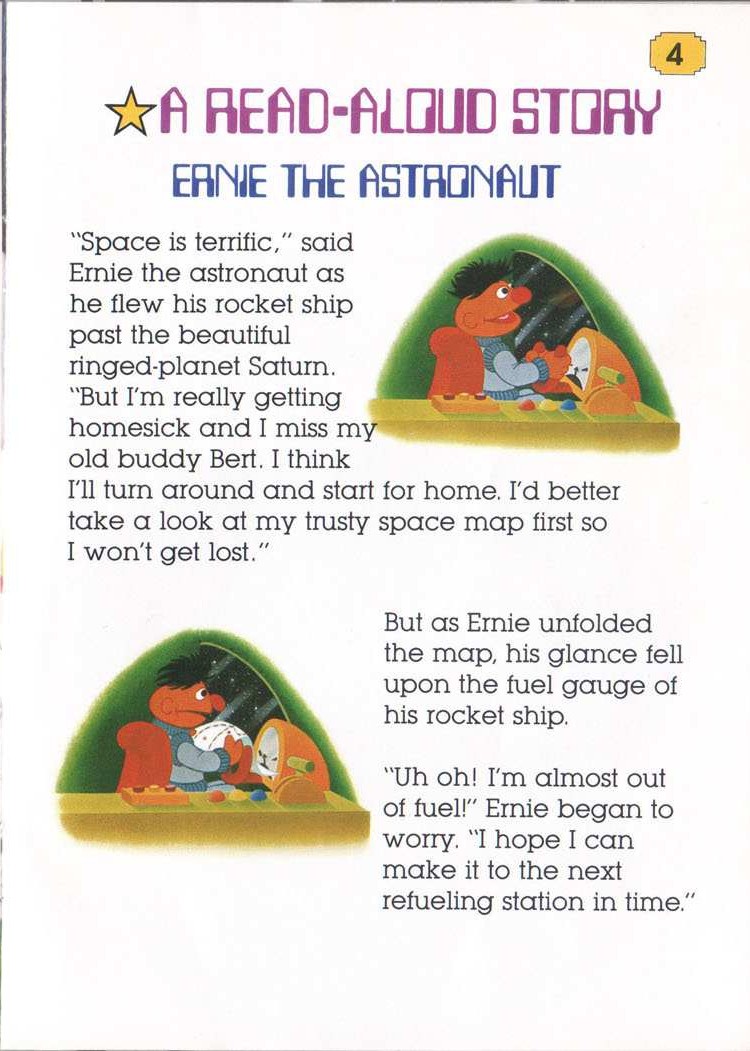 4
A READ-ALOUD STORY
ERNIE THE ASTRONAUT
“Space is terrific,” said
Ernie the astronaut as
he flew his rocket ship
past the beautiful
ringed-planet Saturn.
“But I'm really getting
homesick and I miss my
old buddy Bert. I think
I'll turn around and start for home. I'd better
take a look at my trusty space map first so
I won't get lost.”
But as Ernie unfolded
the map, his glance fell
upon the fuel gauge of
his rocket ship.
“Uh oh! I'm almost out
of fuel!” Ernie began to
worry. “I hope I can
make it to the next
refueling station in time.”